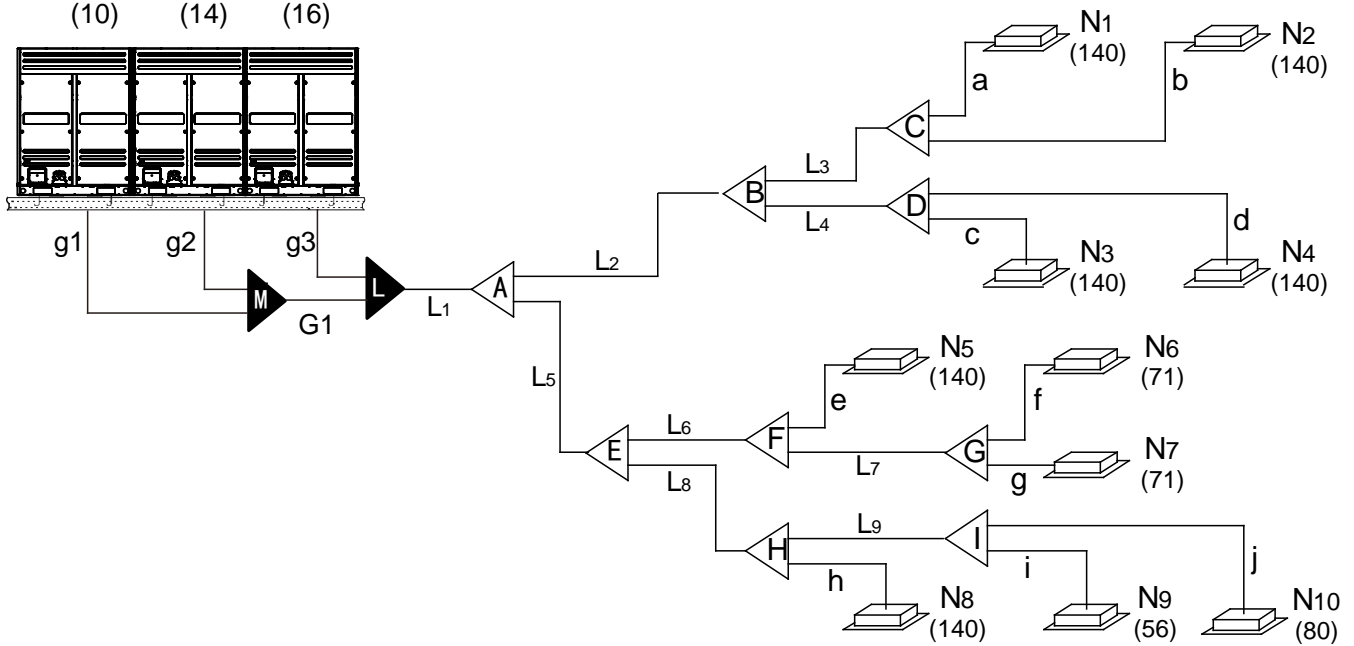 (10) (14) (16)
N1
(140)
N2
(140)
a
b
C
L3
B
D
L4
c
d
g1 g2 g3
N3
(140)
N4
(140)
L2
M
L
A
G1
L1
N5
(140)
N6
(71)
L5
e
f
L6
F
E
G
N7
(71)
L7
g
L8
L9
I
H
h
i
j
N8
(140)
N9
(56)
N10
(80)